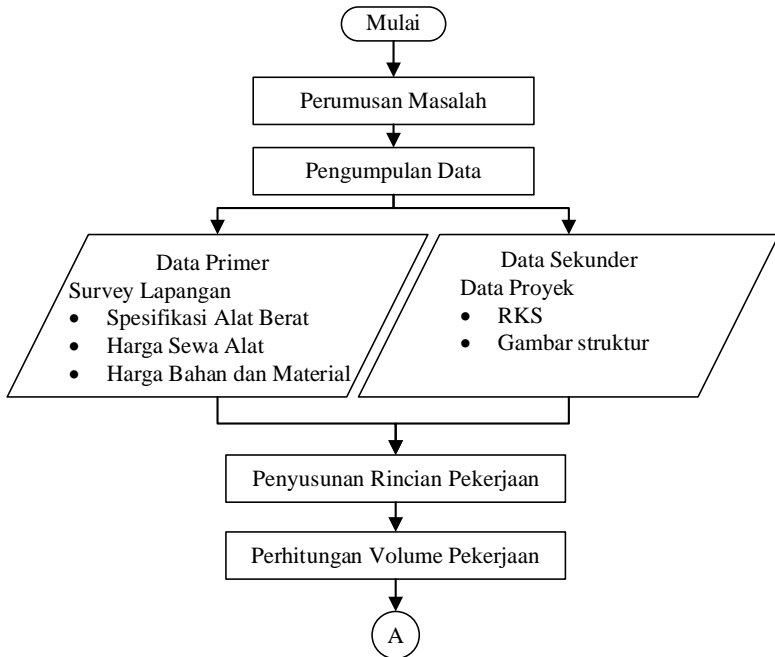 Mulai
Perumusan Masalah
Pengumpulan Data
Data Primer
Survey Lapangan
• Spesifikasi Alat Berat
• Harga Sewa Alat
• Harga Bahan dan Material
Data Sekunder
Data Proyek
• RKS
• Gambar struktur
Penyusunan Rincian Pekerjaan
Perhitungan Volume Pekerjaan
A